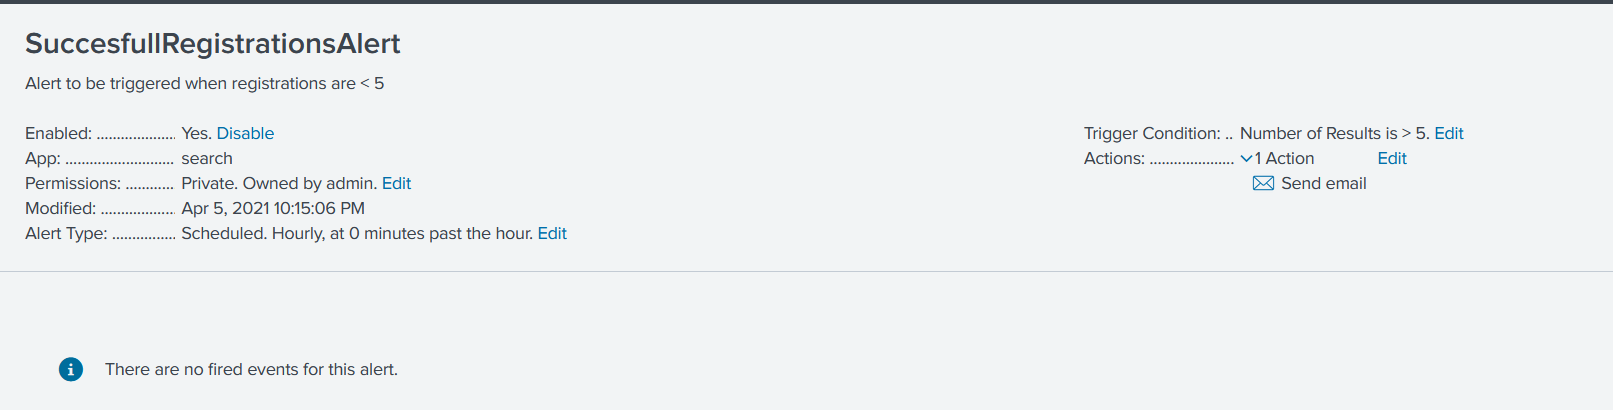 SuccesfullRegistrationsAlert
Alert to be triggered when registrations are < 5
Enabled: ................... Yes. Disable
App: ........................... search
Permissions: ............ Private. Owned by admin. Edit
Modified: .................. Apr 5, 2021 10:15:06 PM
Alert Type: ................ Scheduled. Hourly, at 0 minutes past the hour. Edit
Trigger Condition: .. Number of Results is > 5. Edit
Actions: ..................... 1 Action Edit
Send email
There are no fired events for this alert.